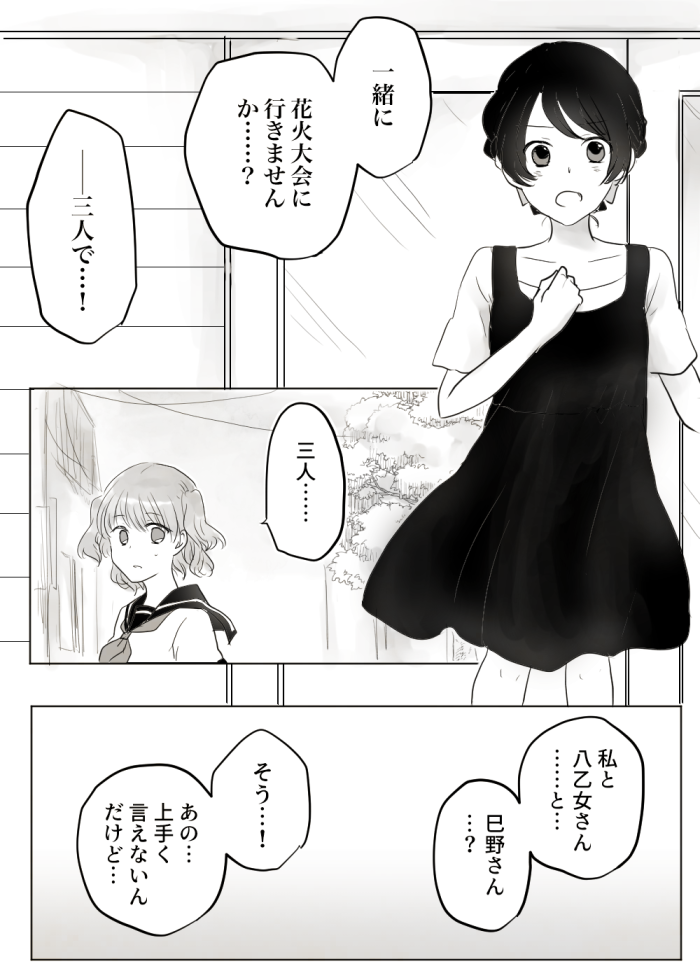 一緒に
花火大会に
行きません
か……?
―三人で…!
三人……
私と
八乙女さん
……と…
巳野さん
…?
そう…!
あの…
上手く
言えないん
だけど…